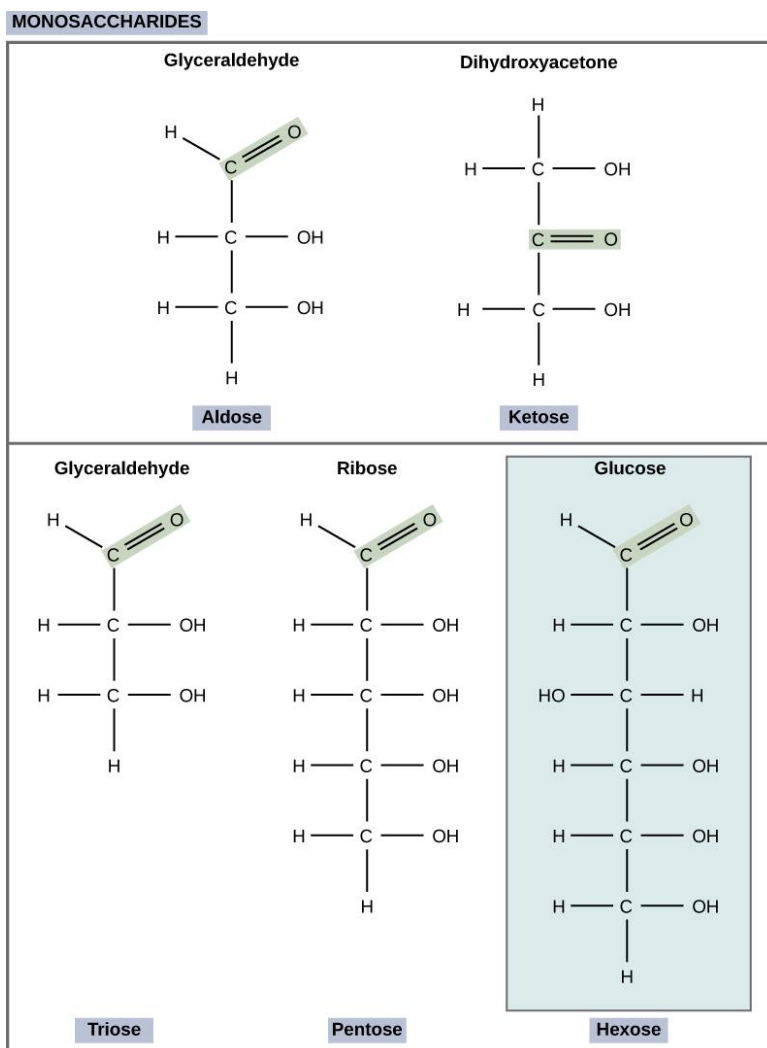 MONOSACCHARIDES
Glyceraldehyde
H O
C
H C OH
H C OH
H
Aldose
Dihydroxyacetone
H
H C OH
C O
H C OH
H
Ketose
Glyceraldehyde
H O
C
H C OH
H C OH
H
Triose
Ribose
H O
C
H C OH
H C OH
H C OH
H C OH
H
Pentose
Glucose
H O
C
H C OH
HO C H
H C OH
H C OH
H C OH
H
Hexose